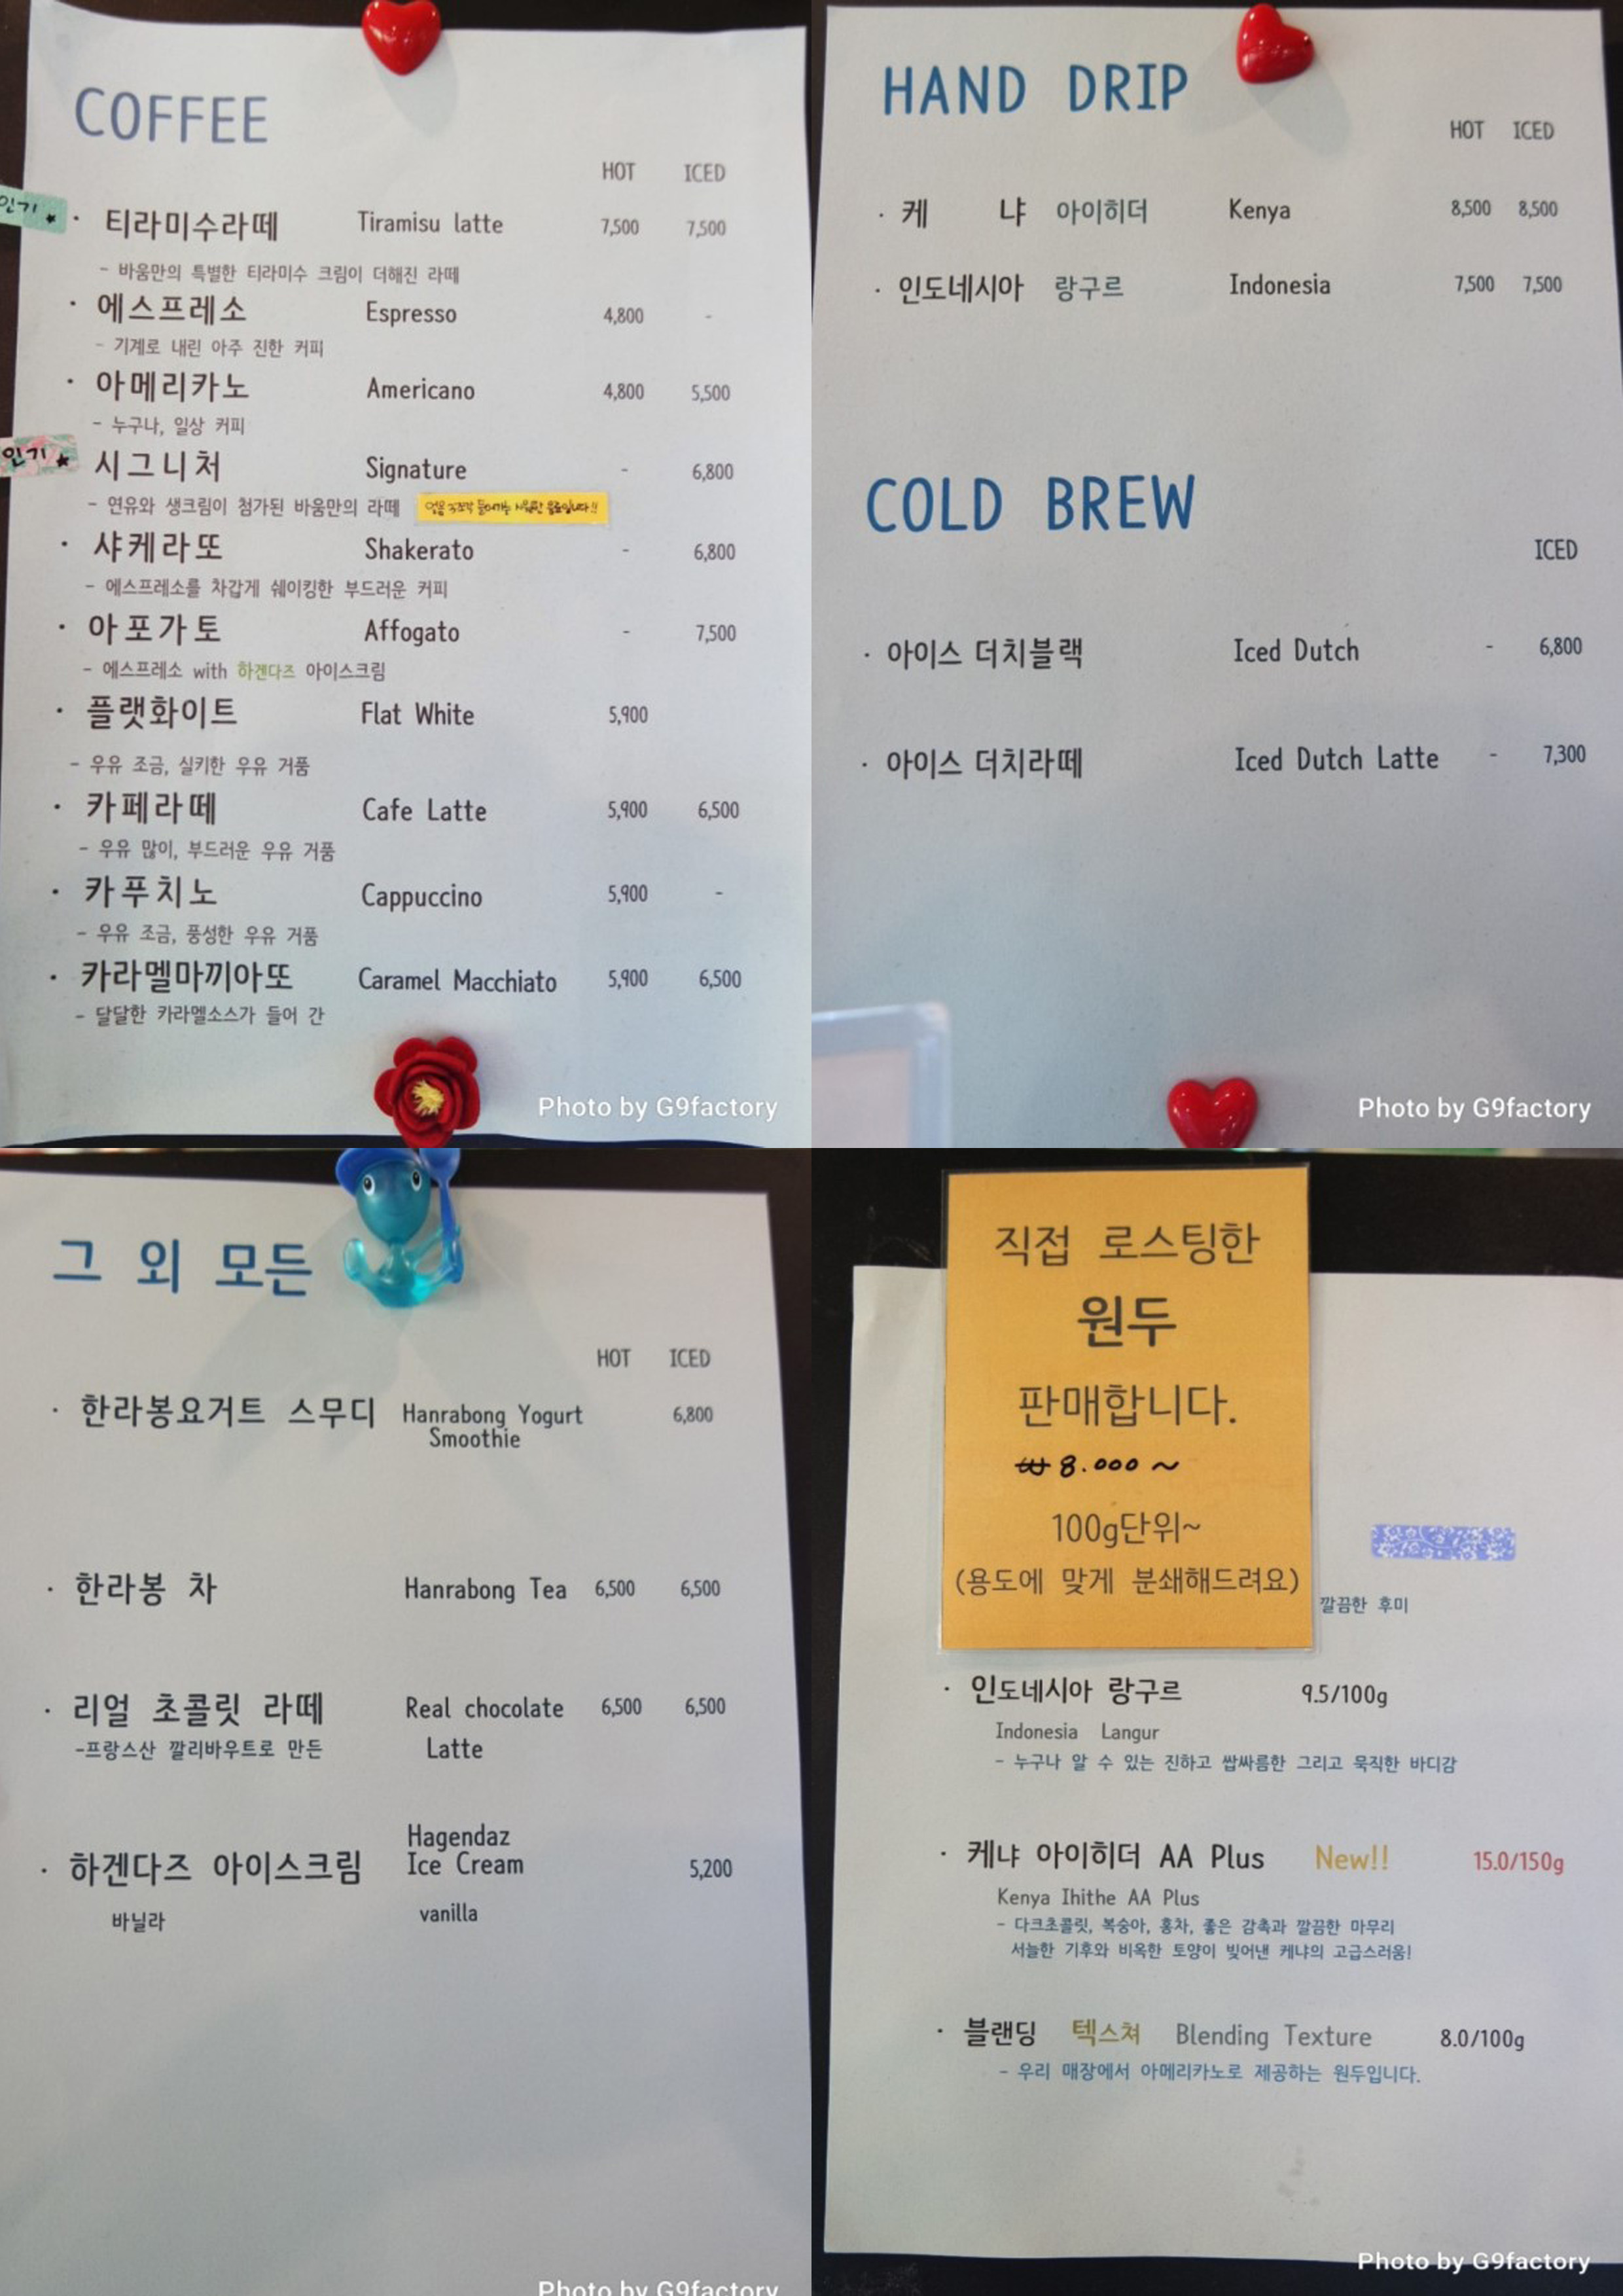 COFFEE
HOT ICED
인기 ★ · 티라미수라떼 Tiramisu latte 7,500 7,500
- 바움만의 특별한 티라미수 크림이 더해진 라떼
· 에스프레소 Espresso 4,800 -
- 기계로 내린 아주 진한 커피
· 아메리카노 Americano 4,800 5,500
- 누구나, 일상 커피
인기 ★ 시그니처 Signature - 6,800
- 연유와 생크림이 첨가된 바움만의 라떼
· 샤케라또 Shakerato - 6,800
- 에스프레소를 차갑게 쉐이킹한 부드러운 커피
· 아포가토 Affogato - 7,500
- 에스프레소 with 하겐다즈 아이스크림
· 플랫화이트 Flat White 5,900
- 우유 조금, 실키한 우유 거품
· 카페라떼 Cafe Latte 5,900 6,500
- 우유 많이, 부드러운 우유 거품
· 카푸치노 Cappuccino 5,900 -
- 우유 조금, 풍성한 우유 거품
· 카라멜마끼아또 Caramel Macchiato 5,900 6,500
- 달달한 카라멜소스가 들어 간
Photo by G9factory
HAND DRIP
HOT ICED
· 케 냐 아이히더 Kenya 8,500 8,500
· 인도네시아 랑구르 Indonesia 7,500 7,500
COLD BREW
ICED
· 아이스 더치블랙 Iced Dutch - 6,800
· 아이스 더치라떼 Iced Dutch Latte - 7,300
Photo by G9factory
그 외 모든
HOT ICED
· 한라봉요거트 스무디 Hanrabong Yogurt 6,800
Smoothie
· 한라봉 차 Hanrabong Tea 6,500 6,500
· 리얼 초콜릿 라떼 Real chocolate 6,500 6,500
-프랑스산 깔리바우트로 만든 Latte
Hagendaz
· 하겐다즈 아이스크림 Ice Cream 5,200
바닐라 vanilla
Photo by G9factory
직접 로스팅한
원두
판매합니다.
₩ 8.000 ~
100g단위~
(용도에 맞게 분쇄해드려요)
깔끔한 후미
· 인도네시아 랑구르 9.5/100g
Indonesia Langur
- 누구나 알 수 있는 진하고 쌉싸름한 그리고 묵직한 바디감
· 케냐 아이히더 AA Plus New!! 15.0/150g
Kenya Ihithe AA Plus
- 다크초콜릿, 복숭아, 홍차, 좋은 감촉과 깔끔한 마무리
서늘한 기후와 비옥한 토양이 빚어낸 케냐의 고급스러움!
· 블랜딩 텍스쳐 Blending Texture 8.0/100g
- 우리 매장에서 아메리카노로 제공하는 원두입니다.
Photo by G9factory